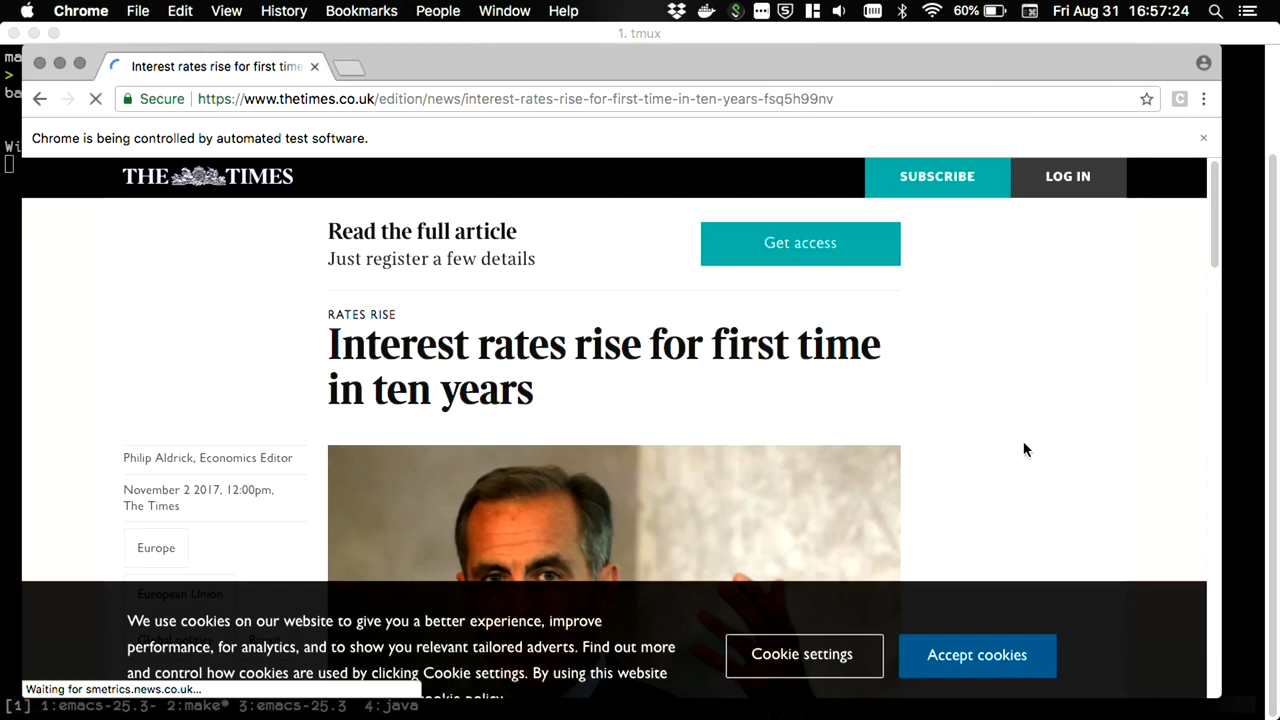 Chrome File Edit View History Bookmarks People Window Help 60% Fri Aug 31 16:57:24
1. tmux
ma
>
ba
Wi
Interest rates rise for first time
Secure https://www.thetimes.co.uk/edition/news/interest-rates-rise-for-first-time-in-ten-years-fsq5h99nv
Chrome is being controlled by automated test software.
THE TIMES
SUBSCRIBE
LOG IN
Read the full article
Just register a few details
Get access
RATES RISE
Interest rates rise for first time
in ten years
Philip Aldrick, Economics Editor
November 2 2017, 12:00pm,
The Times
Europe
European Union
We use cookies on our website to give you a better experience, improve
performance, for analytics, and to show you relevant tailored adverts. Find out more
and control how cookies are used by clicking Cookie settings. By using this website
cookie policy
Cookie settings
Accept cookies
Waiting for smetrics.news.co.uk...
[1] 1:emacs-25.3- 2:make* 3:emacs-25.3 4:java